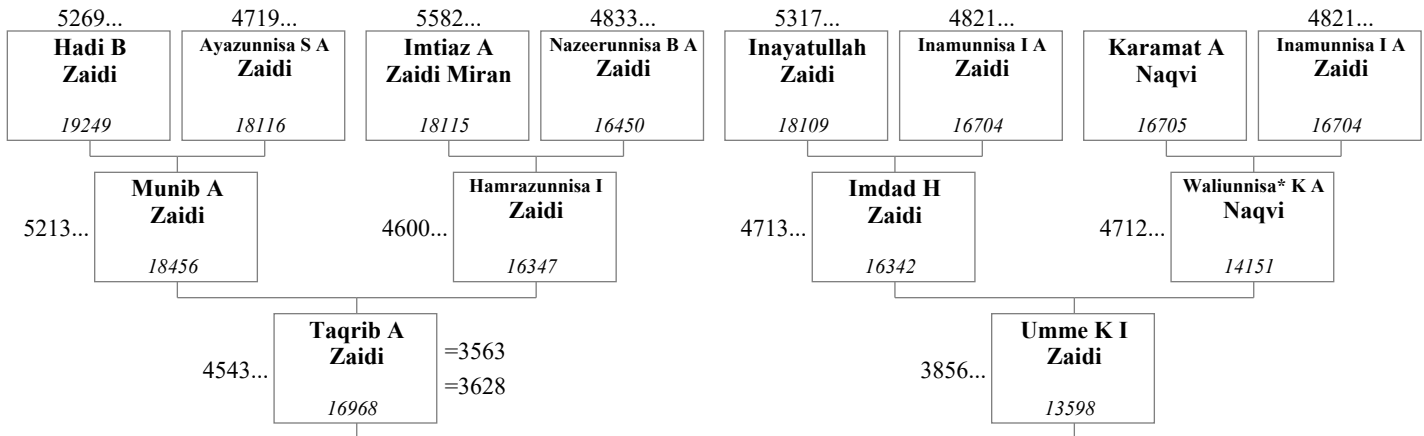 5269... 4719... 5582... 4833... 5317... 4821... 4821...
Hadi B Zaidi 19249
Ayazunnisa S A Zaidi 18116
Imtiaz A Zaidi Miran 18115
Nazeerunnisa B A Zaidi 16450
Inayatullah Zaidi 18109
Inamunnisa I A Zaidi 16704
Karamat A Naqvi 16705
Inamunnisa I A Zaidi 16704
5213...
Munib A
Zaidi
18456
4600...
Hamrazunnisa I
Zaidi
16347
4713...
Imdad H
Zaidi
16342
4712...
Waliunnisa* K A
Naqvi
14151
4543...
Taqrib A
Zaidi
16968
=3563
=3628
3856...
Umme K I
Zaidi
13598